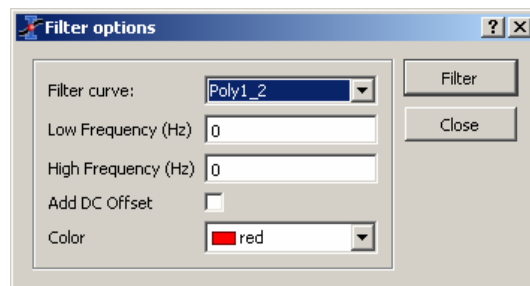 Filter options
Filter curve: Poly1_2
Low Frequency (Hz) 0
High Frequency (Hz) 0
Add DC Offset
Color red
Filter
Close